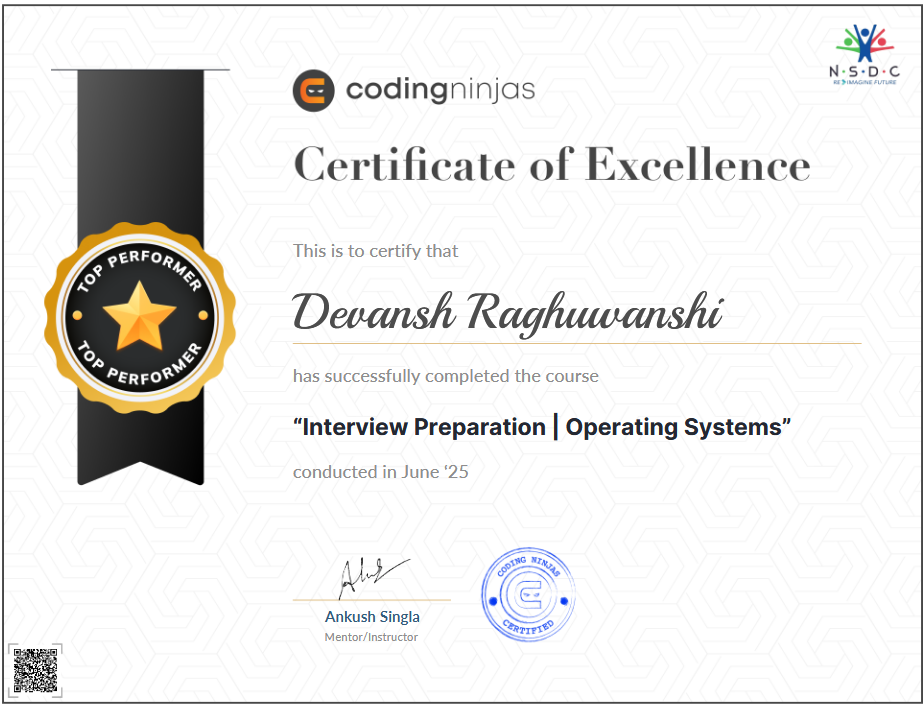 N·S·D·C
RE IMAGINE FUTURE
codingninjas
Certificate of Excellence
TOP PERFORMER
TOP PERFORMER
This is to certify that
Devansh Raghuwanshi
has successfully completed the course
“Interview Preparation | Operating Systems”
conducted in June ‘25
Ankush Singla
Mentor/Instructor
CODING NINJAS
CERTIFIED